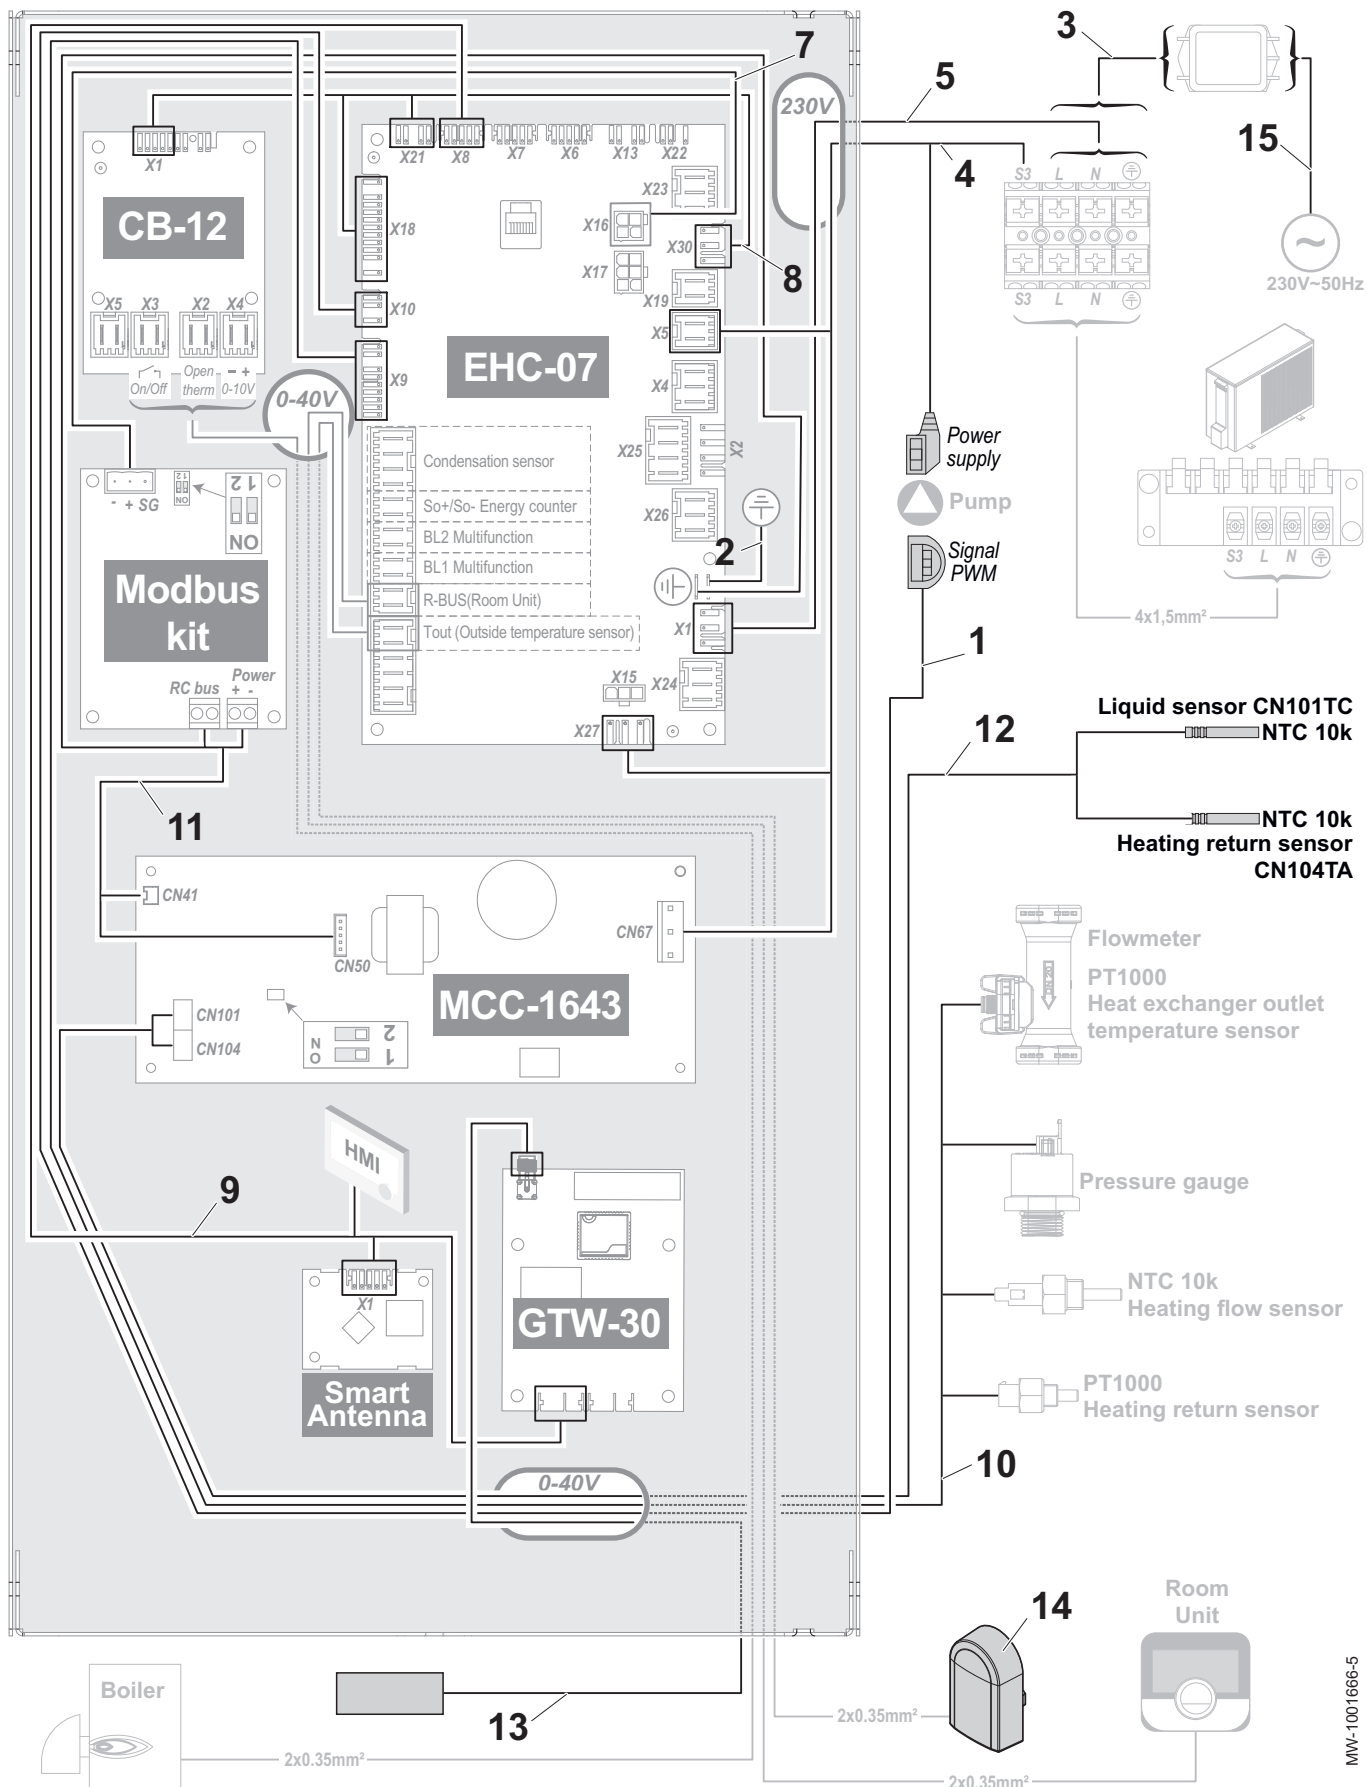 3
7
5
230V
15
4
S3 L N
X1
X21 X8 X7 X6 X13 X22
X23
CB-12
X18
X16
X30
X17
8
230V~50Hz
X19
S3 L N
X5 X3 X2 X4
X10
X5
EHC-07
On/Off
Open therm
- +
0-10V
X9
X4
0-40V
Power supply
Condensation sensor
X25
X2
- + SG
1 2
ON
1 2
ON
So+/So- Energy counter
X26
Pump
BL2 Multifunction
2
Signal PWM
BL1 Multifunction
S3 L N
Modbus kit
R-BUS(Room Unit)
4x1,5mm²
Tout (Outside temperature sensor)
X1
1
RC bus
Power
+ -
X15
X24
X27
Liquid sensor CN101TC
NTC 10k
12
11
NTC 10k
Heating return sensor
CN104TA
CN41
CN67
CN50
Flowmeter
PT1000
Heat exchanger outlet
temperature sensor
MCC-1643
CN101
CN104
ON
1 2
HMI
9
Pressure gauge
X1
NTC 10k
Heating flow sensor
GTW-30
Smart
Antenna
PT1000
Heating return sensor
10
0-40V
14
Room
Unit
Boiler
13
2x0.35mm²
2x0.35mm²
2x0.35mm²
MW-1001666-5